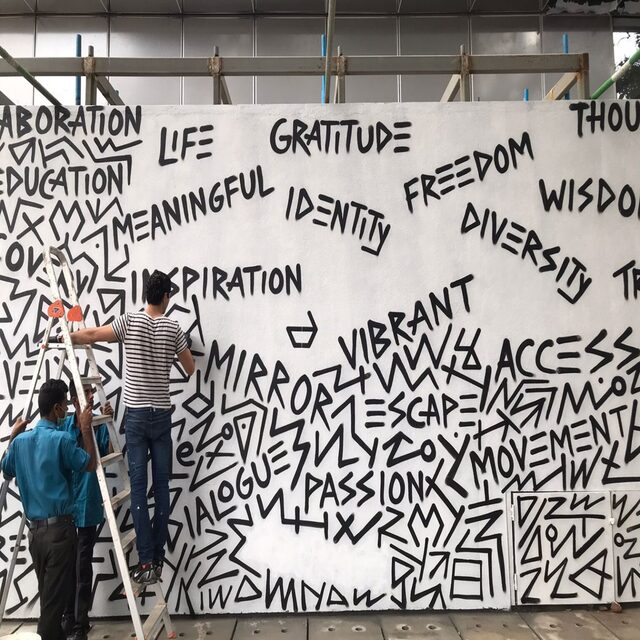 ABORATION
LIFE
GRATITUDE
THOU
EDUCATION
MEANINGFUL
IDENTITY
FREEDOM
WISDO
DIVERSITY
INSPIRATION
TR
VIBRANT
MIRROR
ACCESS
ESCAPE
MOVEMENT
DIALOGUE
PASSION